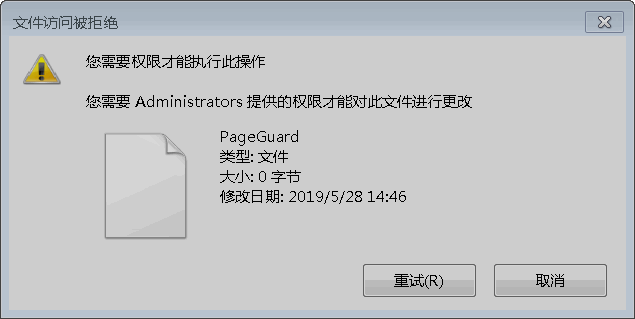 文件访问被拒绝
您需要权限才能执行此操作
您需要 Administrators 提供的权限才能对此文件进行更改
PageGuard
类型: 文件
大小: 0 字节
修改日期: 2019/5/28 14:46
重试(R)
取消